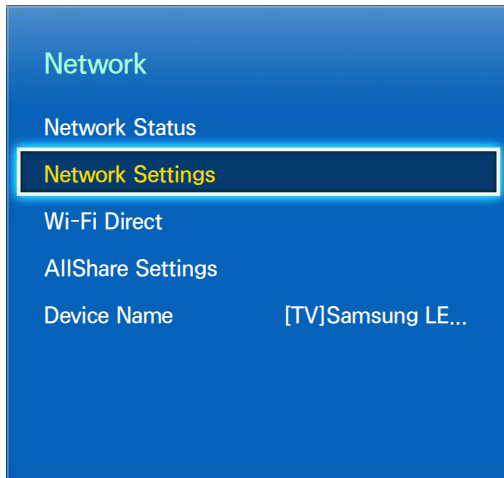 Network
Network Status
Network Settings
Wi-Fi Direct
AllShare Settings
Device Name [TV]Samsung LE...